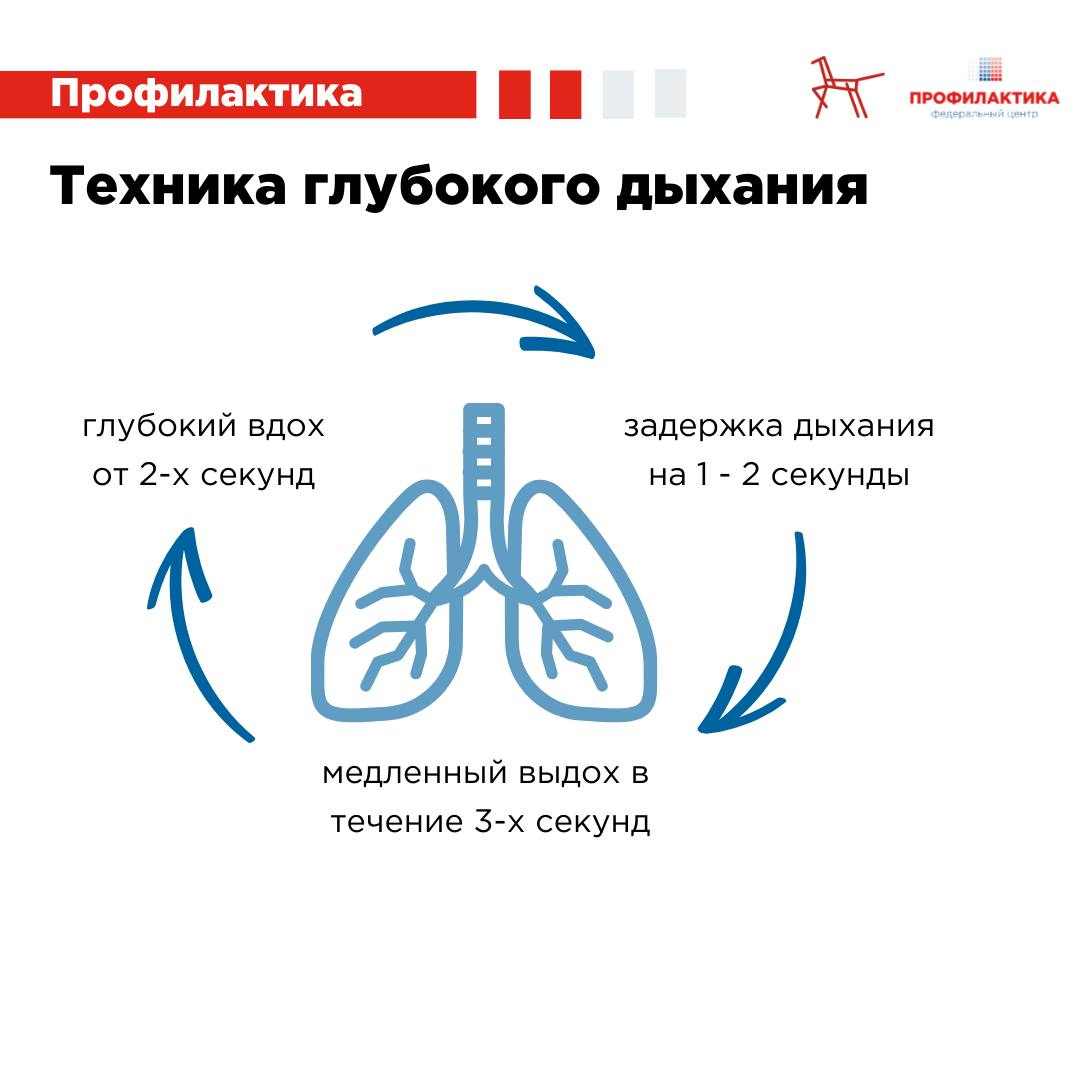 Профилактика
ПРОФИЛАКТИКА
федеральный центр
Техника глубокого дыхания
глубокий вдох
от 2-х секунд
задержка дыхания
на 1 - 2 секунды
медленный выдох в
течение 3-х секунд